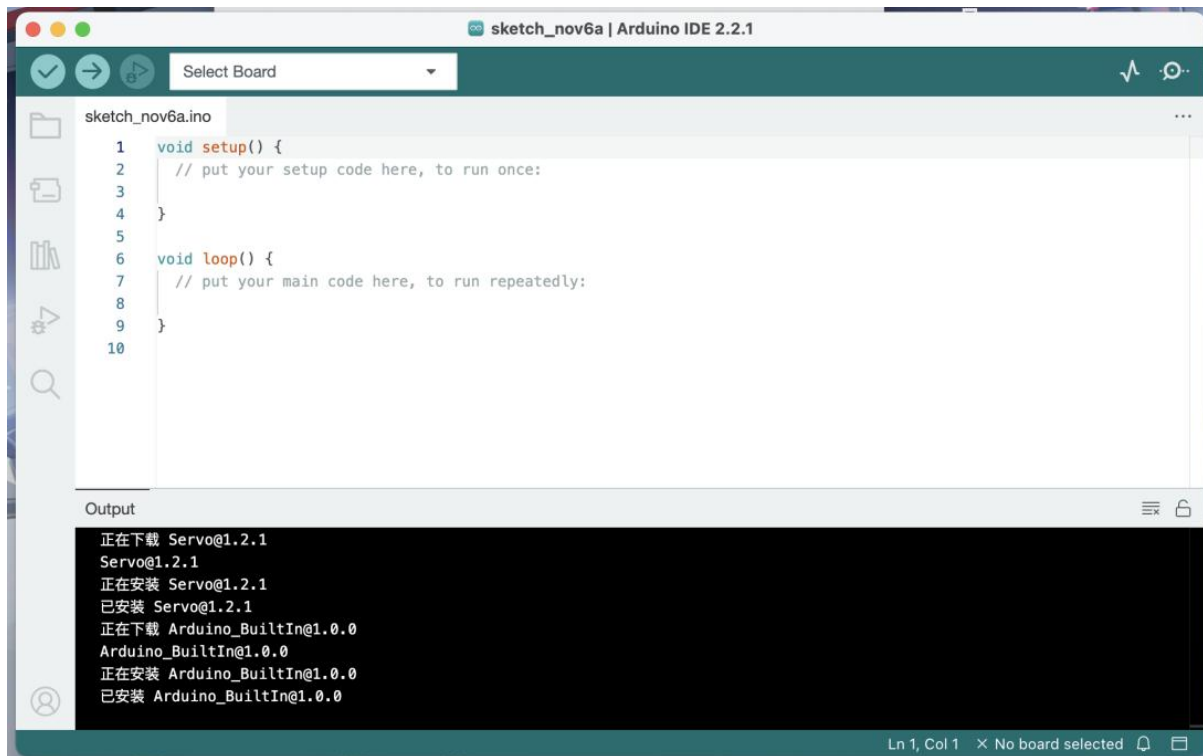 sketch_nov6a | Arduino IDE 2.2.1
Select Board
sketch_nov6a.ino
1 void setup() {
2 // put your setup code here, to run once:
3
4 }
5
6 void loop() {
7 // put your main code here, to run repeatedly:
8
9 }
10
Output
正在下载 Servo@1.2.1
Servo@1.2.1
正在安装 Servo@1.2.1
已安装 Servo@1.2.1
正在下载 Arduino_BuiltIn@1.0.0
Arduino_BuiltIn@1.0.0
正在安装 Arduino_BuiltIn@1.0.0
已安装 Arduino_BuiltIn@1.0.0
Ln 1, Col 1 × No board selected